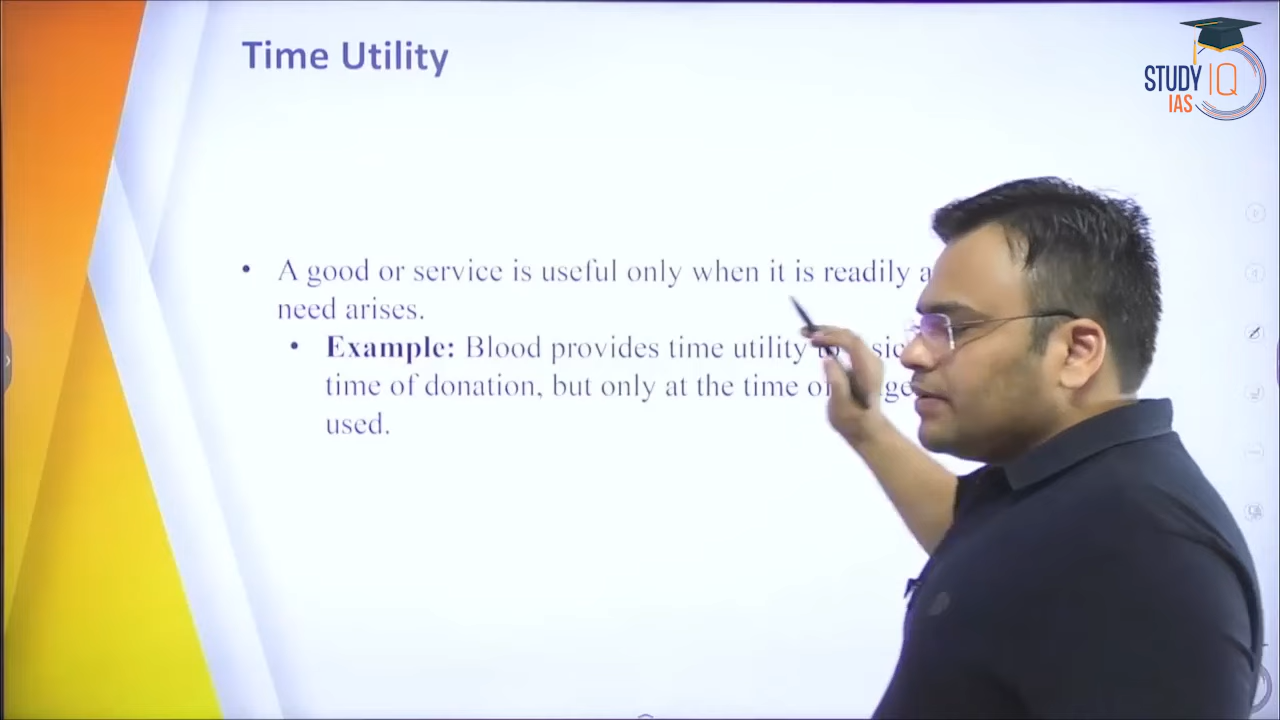 Time Utility
STUDY IQ
IAS
• A good or service is useful only when it is readily
need arises.
• Example: Blood provides time utility
time of donation, but only at the time
used.